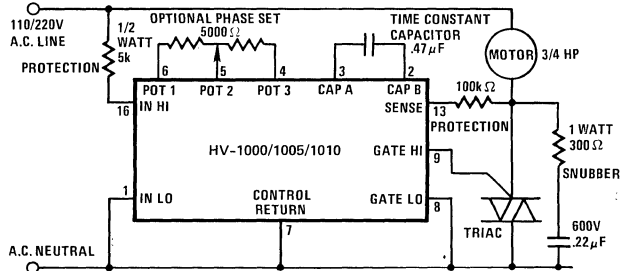 110/220V
A.C. LINE
1/2
WATT
5k
PROTECTION
OPTIONAL PHASE SET
5000Ω
TIME CONSTANT
CAPACITOR
.47μF
MOTOR
3/4 HP
6
5
4
3
2
POT 1
POT 2
POT 3
CAP A
CAP B
16
IN HI
SENSE
13
100kΩ
PROTECTION
HV-1000/1005/1010
GATE HI
9
1 WATT
300Ω
SNUBBER
1
IN LO
CONTROL
RETURN
GATE LO
8
7
TRIAC
600V
.22μF
A.C. NEUTRAL